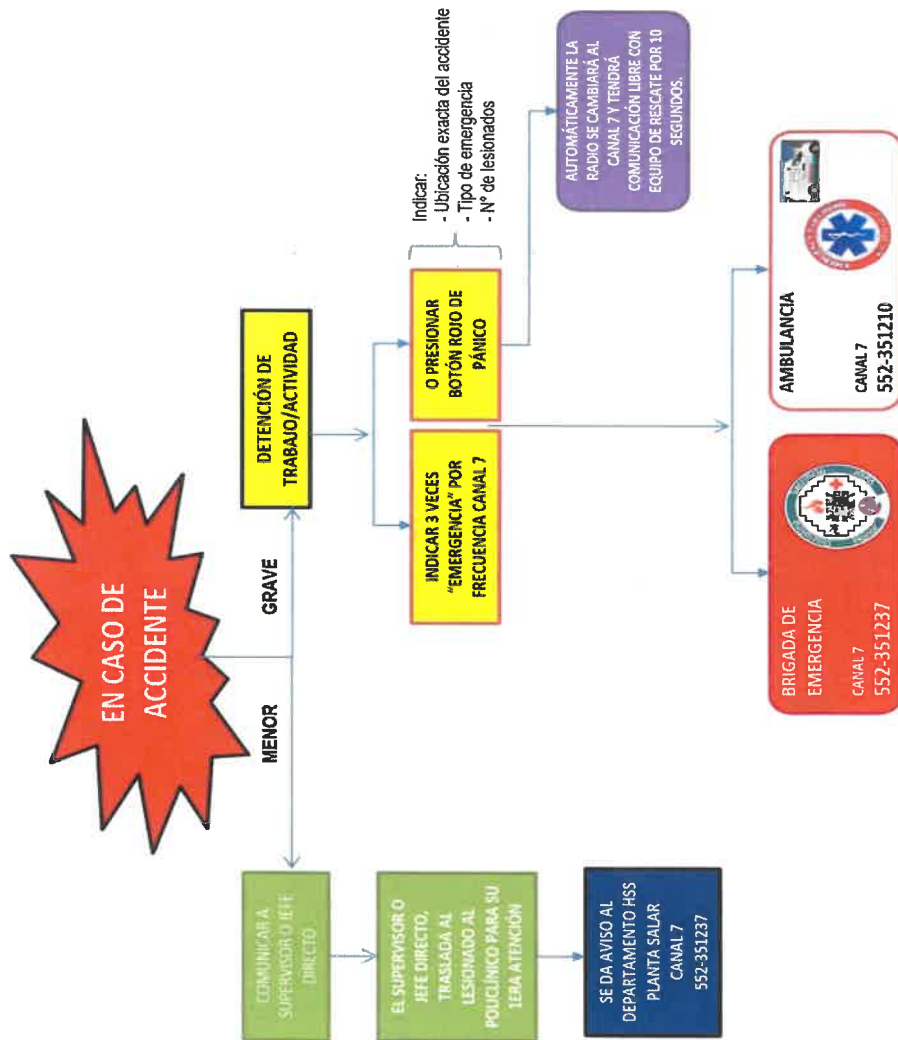 EN CASO DE
ACCIDENTE
MENOR
GRAVE
COMUNICAR A
SUPERVISOR O JEFE
DIRECTO
EL SUPERVISOR O
JEFE DIRECTO,
TRASLADA AL
LESIONADO AL
POLICLÍNICO PARA SU
1ERA ATENCIÓN
SE DA AVISO AL
DEPARTAMENTO HSS
PLANTA SALAR
CANAL 7
552-351237
DETENCIÓN DE
TRABAJO/ACTIVIDAD
INDICAR 3 VECES
"EMERGENCIA" POR
FRECUENCIA CANAL 7
O PRESIONAR
BOTÓN ROJO DE
PÁNICO
Indicar:
- Ubicación exacta del accidente
- Tipo de emergencia
- N° de lesionados
AUTOMÁTICAMENTE LA
RADIO SE CAMBIARÁ AL
CANAL 7 Y TENDRÁ
COMUNICACIÓN LIBRE CON
EQUIPO DE RESCATE POR 10
SEGUNDOS.
BRIGADA DE
EMERGENCIA
CANAL 7
552-351237
AMBULANCIA
CANAL 7
552-351210